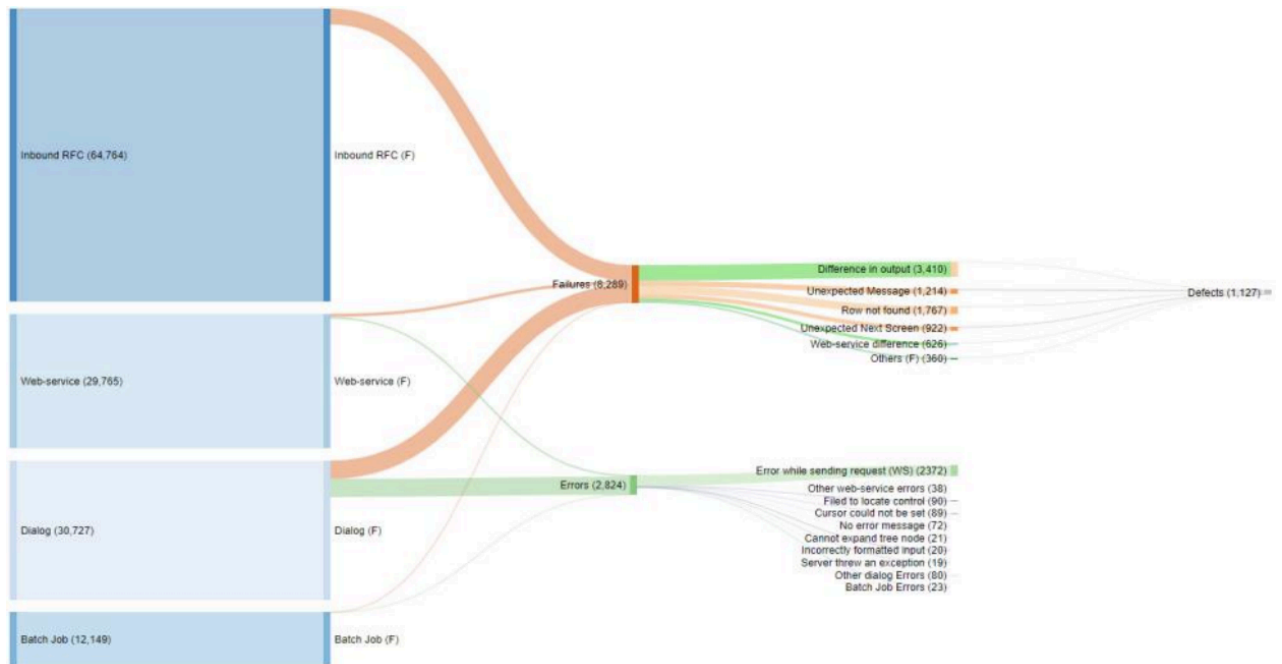 Inbound RFC (64,764)
Inbound RFC (F)
Failures (8,289)
Difference in output (3,410)
Unexpected Message (1,214)
Row not found (1,767)
Unexpected Next Screen (922)
Web-service difference (626)
Others (F) (360)
Defects (1,127)
Web-service (29,765)
Web-service (F)
Errors (2,824)
Error while sending request (WS) (2372)
Other web-service errors (38)
Filed to locate control (90)
Cursor could not be set (89)
No error message (72)
Cannot expand tree node (21)
Incorrectly formatted input (20)
Server threw an exception (19)
Other dialog Errors (80)
Batch Job Errors (23)
Dialog (30,727)
Dialog (F)
Batch Job (12,149)
Batch Job (F)